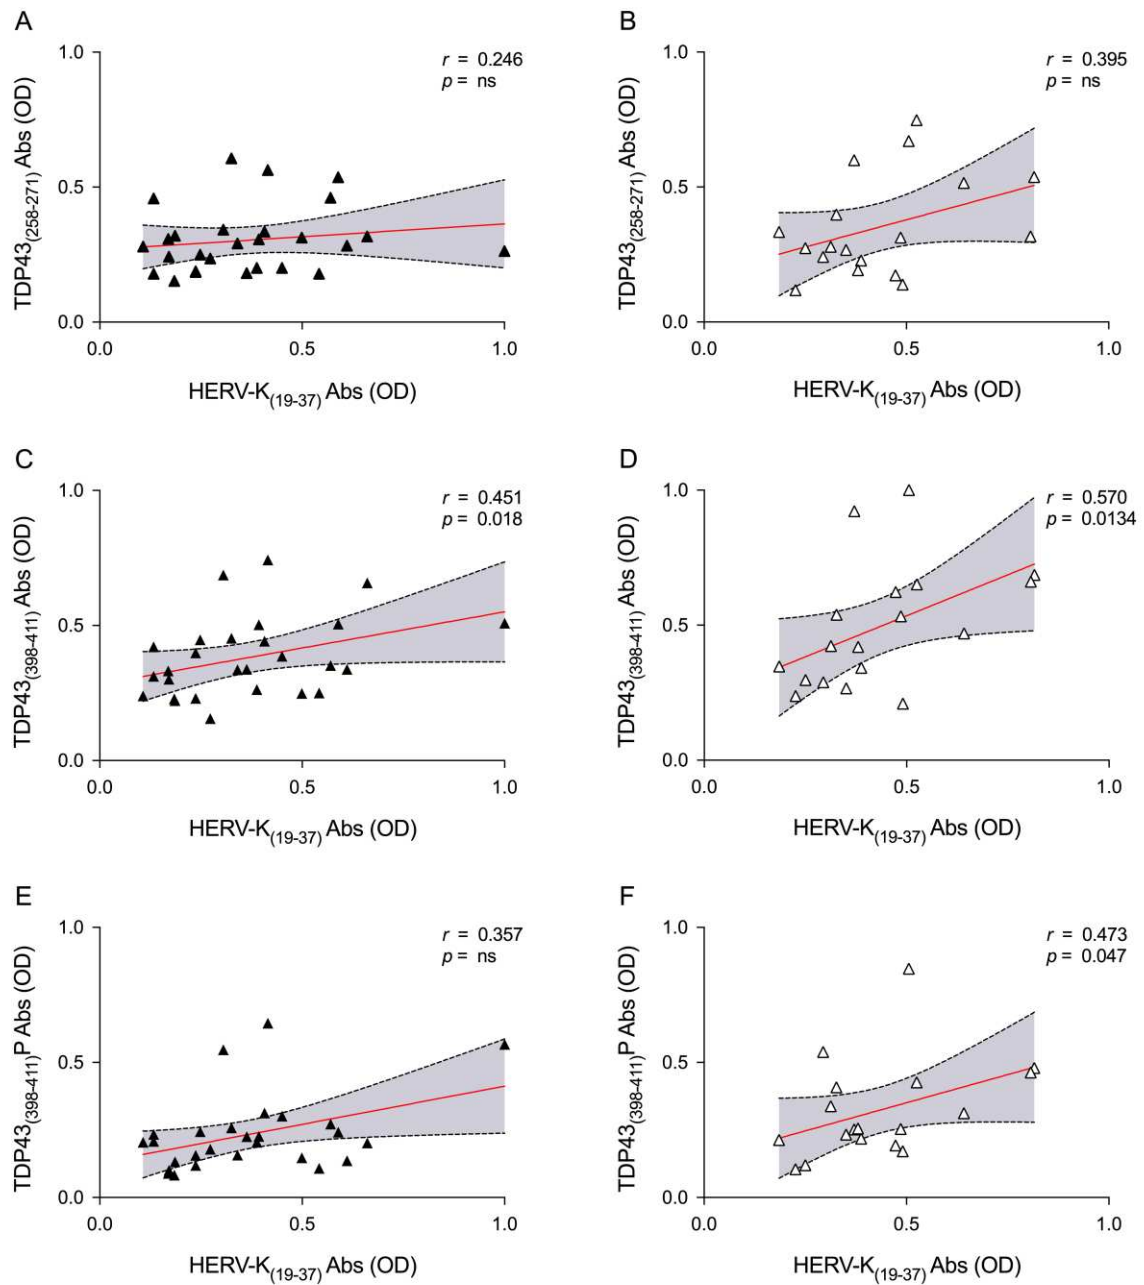 A
B
r = 0.246
p = ns
r = 0.395
p = ns
TDP43(258-271) Abs (OD)
1.0
0.5
0.0
0.0
0.5
1.0
HERV-K(19-37) Abs (OD)
TDP43(258-271) Abs (OD)
1.0
0.5
0.0
0.0
0.5
1.0
HERV-K(19-37) Abs (OD)
C
D
r = 0.451
p = 0.018
r = 0.570
p = 0.0134
TDP43(398-411) Abs (OD)
1.0
0.5
0.0
0.0
0.5
1.0
HERV-K(19-37) Abs (OD)
TDP43(398-411) Abs (OD)
1.0
0.5
0.0
0.0
0.5
1.0
HERV-K(19-37) Abs (OD)
E
F
r = 0.357
p = ns
r = 0.473
p = 0.047
TDP43(398-411)P Abs (OD)
1.0
0.5
0.0
0.0
0.5
1.0
HERV-K(19-37) Abs (OD)
TDP43(398-411)P Abs (OD)
1.0
0.5
0.0
0.0
0.5
1.0
HERV-K(19-37) Abs (OD)